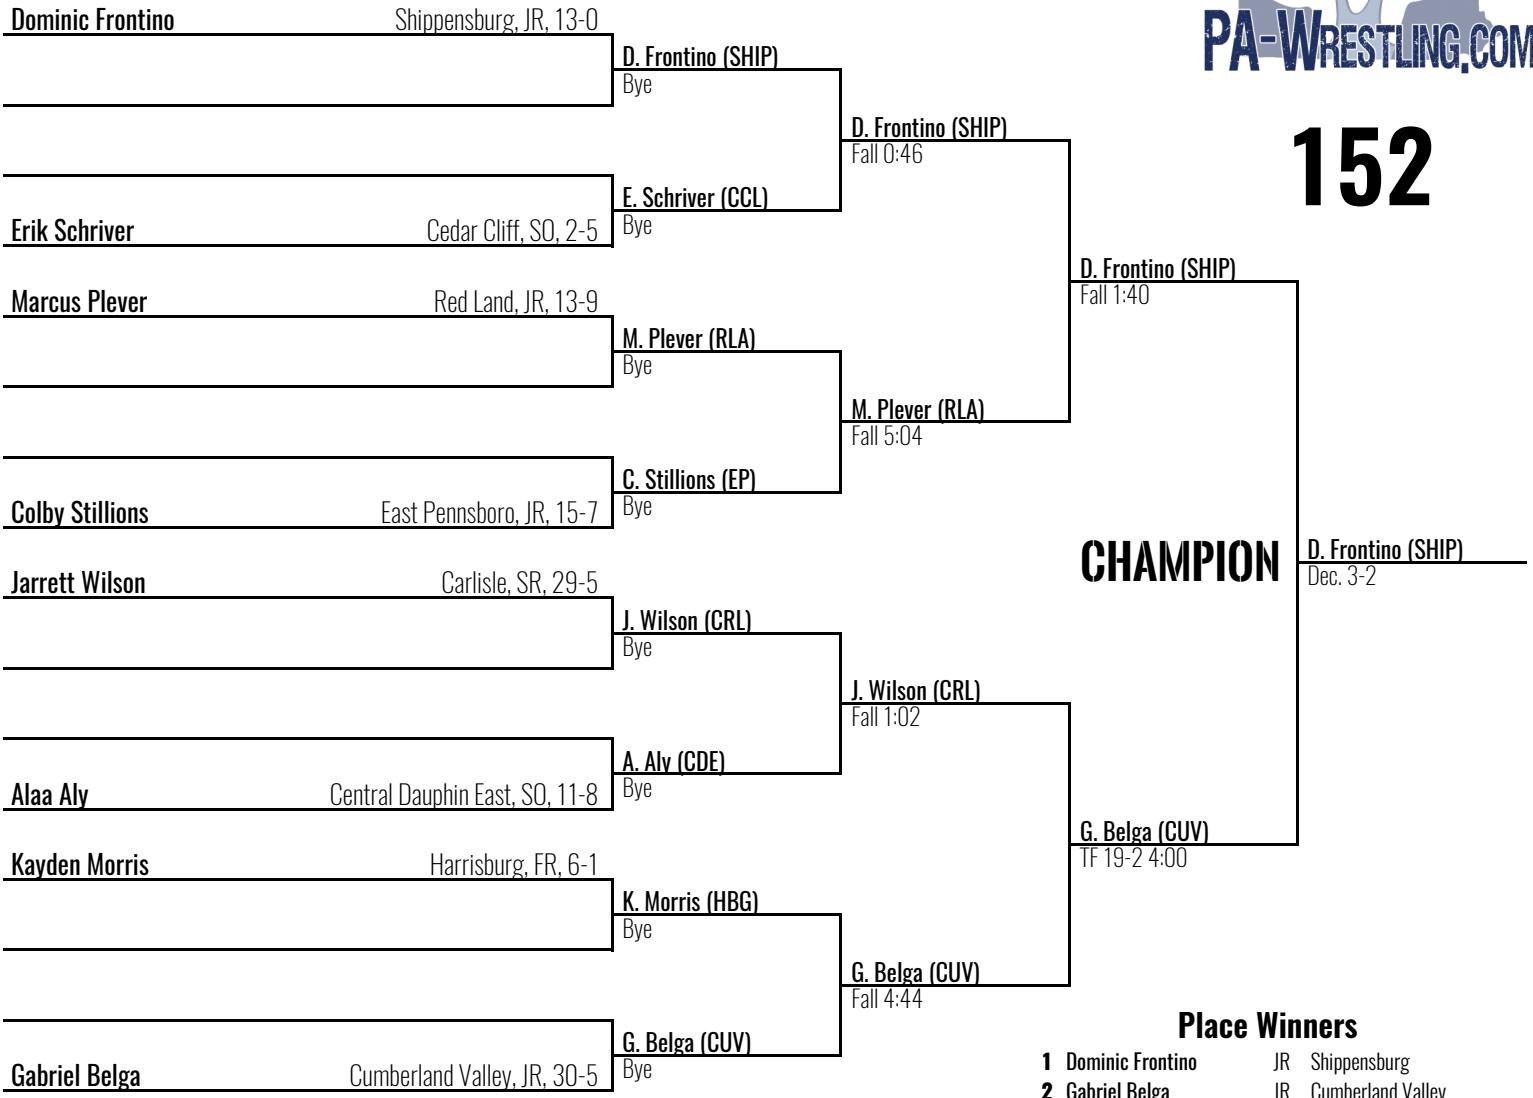 PA-WRESTLING.COM
152
Dominic Frontino Shippensburg, JR, 13-0
D. Frontino (SHIP)
Bye
D. Frontino (SHIP)
Fall 0:46
E. Schriver (CCL)
Bye
Erik Schriver Cedar Cliff, SO, 2-5
D. Frontino (SHIP)
Fall 1:40
Marcus Plever Red Land, JR, 13-9
M. Plever (RLA)
Bye
M. Plever (RLA)
Fall 5:04
C. Stillions (EP)
Bye
Colby Stillions East Pennsboro, JR, 15-7
CHAMPION
D. Frontino (SHIP)
Dec. 3-2
Jarrett Wilson Carlisle, SR, 29-5
J. Wilson (CRL)
Bye
J. Wilson (CRL)
Fall 1:02
A. Aly (CDE)
Bye
Alaa Aly Central Dauphin East, SO, 11-8
G. Belga (CUV)
TF 19-2 4:00
Kayden Morris Harrisburg, FR, 6-1
K. Morris (HBG)
Bye
G. Belga (CUV)
Fall 4:44
G. Belga (CUV)
Bye
Gabriel Belga Cumberland Valley, JR, 30-5
Place Winners
1 Dominic Frontino JR Shippensburg
2 Gabriel Belga JR Cumberland Valley